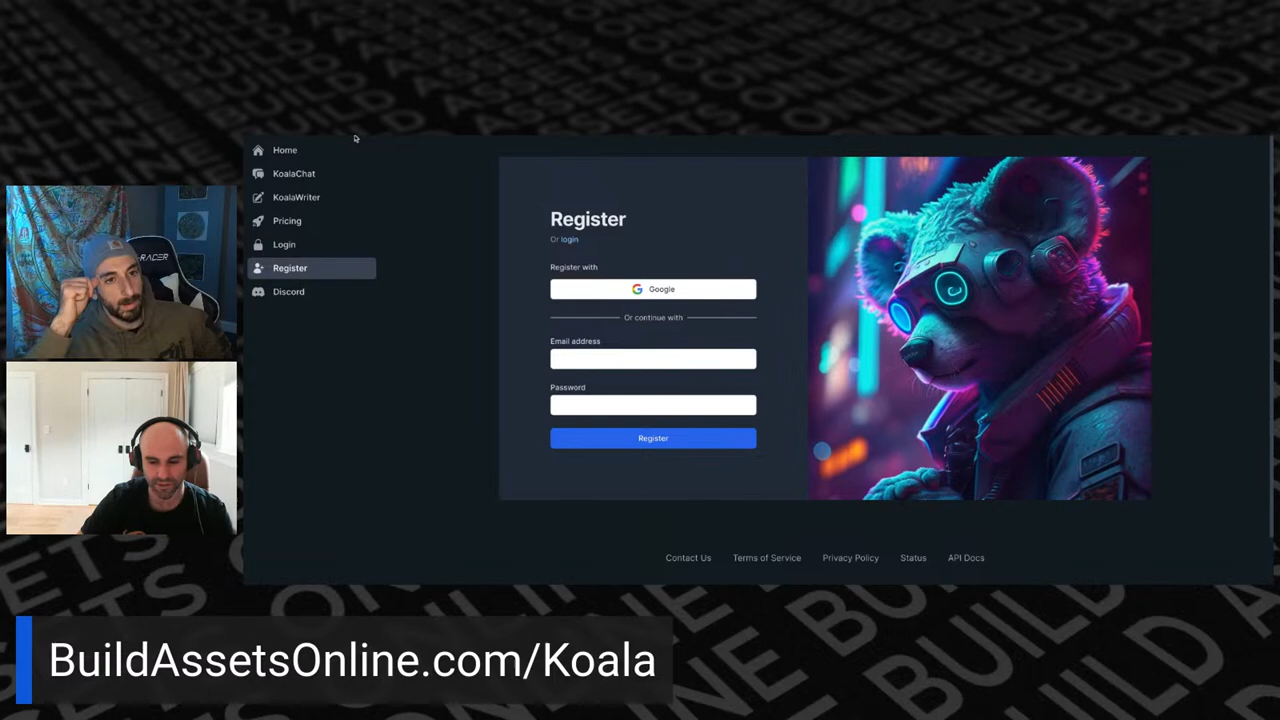 Home
KoalaChat
KoalaWriter
Pricing
Login
Register
Discord
Register
Or login
Register with
Google
Or continue with
Email address
Password
Register
Contact Us
Terms of Service
Privacy Policy
Status
API Docs
RACER
BuildAssetsOnline.com/Koala